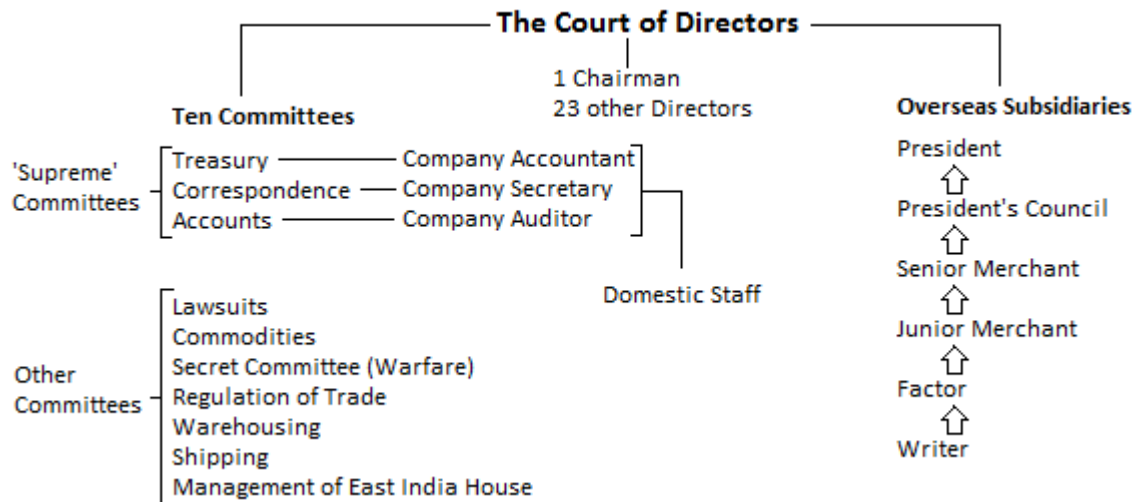 The Court of Directors
1 Chairman
23 other Directors
Ten Committees
'Supreme'
Committees
Treasury
Company Accountant
Correspondence
Company Secretary
Accounts
Company Auditor
Domestic Staff
Other
Committees
Lawsuits
Commodities
Secret Committee (Warfare)
Regulation of Trade
Warehousing
Shipping
Management of East India House
Overseas Subsidiaries
President
President's Council
Senior Merchant
Junior Merchant
Factor
Writer